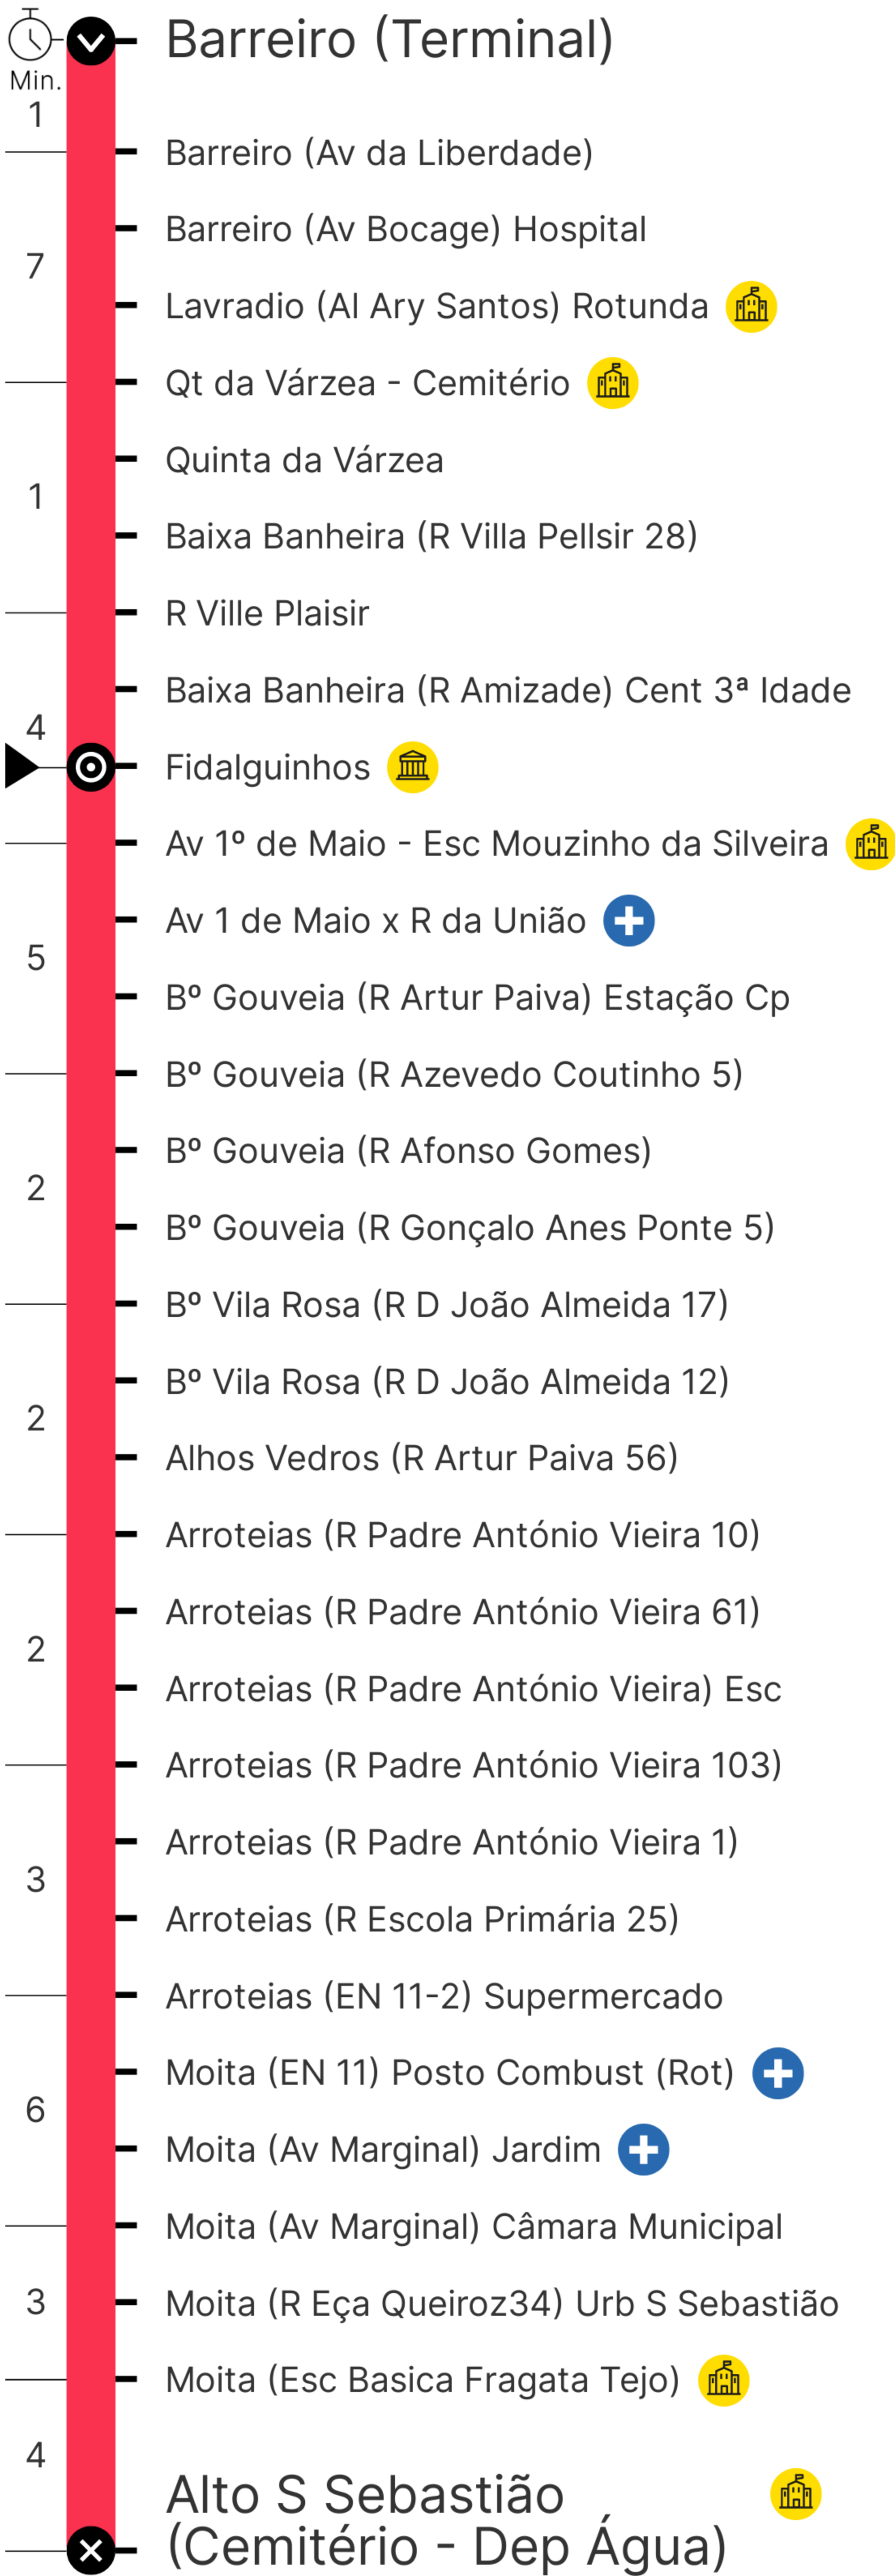 Barreiro (Terminal)
Min.
1
Barreiro (Av da Liberdade)
Barreiro (Av Bocage) Hospital
7
Lavradio (Al Ary Santos) Rotunda
Qt da Várzea - Cemitério
Quinta da Várzea
1
Baixa Banheira (R Villa Pellsir 28)
R Ville Plaisir
Baixa Banheira (R Amizade) Cent 3ª Idade
4
Fidalguinhos
Av 1º de Maio - Esc Mouzinho da Silveira
Av 1 de Maio x R da União
5
Bº Gouveia (R Artur Paiva) Estação Cp
Bº Gouveia (R Azevedo Coutinho 5)
Bº Gouveia (R Afonso Gomes)
2
Bº Gouveia (R Gonçalo Anes Ponte 5)
Bº Vila Rosa (R D João Almeida 17)
Bº Vila Rosa (R D João Almeida 12)
2
Alhos Vedros (R Artur Paiva 56)
Arroteias (R Padre António Vieira 10)
Arroteias (R Padre António Vieira 61)
2
Arroteias (R Padre António Vieira) Esc
Arroteias (R Padre António Vieira 103)
Arroteias (R Padre António Vieira 1)
3
Arroteias (R Escola Primária 25)
Arroteias (EN 11-2) Supermercado
Moita (EN 11) Posto Combust (Rot)
6
Moita (Av Marginal) Jardim
Moita (Av Marginal) Câmara Municipal
3
Moita (R Eça Queiroz34) Urb S Sebastião
Moita (Esc Basica Fragata Tejo)
4
Alto S Sebastião
(Cemitério - Dep Água)